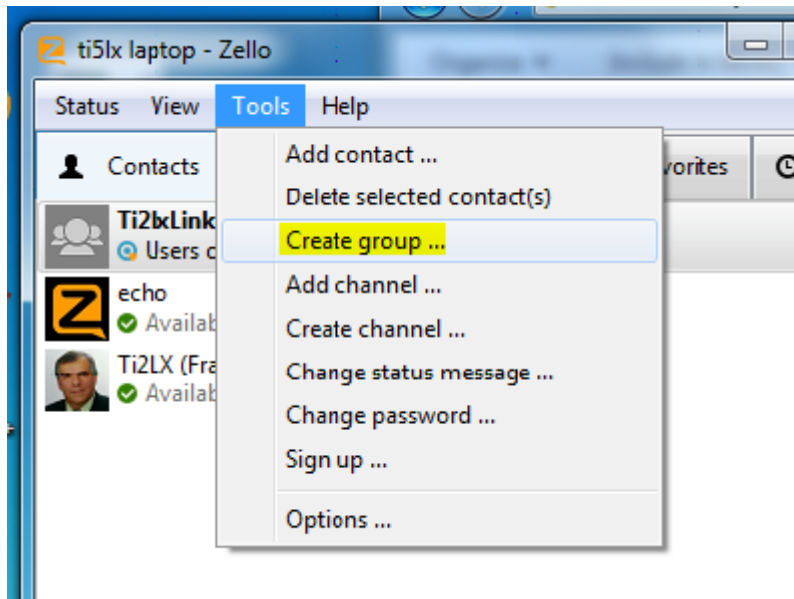 ti5lx laptop - Zello
Status View Tools Help
Contacts
Add contact ...
Delete selected contact(s)
Create group ...
Add channel ...
Create channel ...
Change status message ...
Change password ...
Sign up ...
Options ...
vorites
Ti2lxLink
Users c
echo
Availab
Ti2LX (Fra
Availab